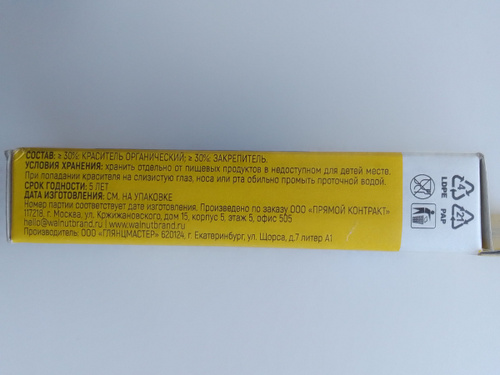 СОСТАВ: ≥ 30%: КРАСИТЕЛЬ ОРГАНИЧЕСКИЙ; ≥ 30%: ЗАКРЕПИТЕЛЬ.
УСЛОВИЯ ХРАНЕНИЯ: хранить отдельно от пищевых продуктов в недоступном для детей месте.
При попадании красителя на слизистую глаз, носа или рта обильно промыть проточной водой.
СРОК ГОДНОСТИ: 5 ЛЕТ
ДАТА ИЗГОТОВЛЕНИЯ: СМ. НА УПАКОВКЕ
Номер партии соответствует дате изготовления. Произведено по заказу ООО «ПРЯМОЙ КОНТРАКТ»
117218, г. Москва, ул. Кржижановского, дом 15, корпус 5, этаж 5, офис 505
hello@walnutbrand.ru | www.walnutbrand.ru
Производитель: ООО «ГЛЯНЦМАСТЕР» 620124, г. Екатеринбург, ул. Щорса, д.7 литер А1
4
LDPE
21
PAP